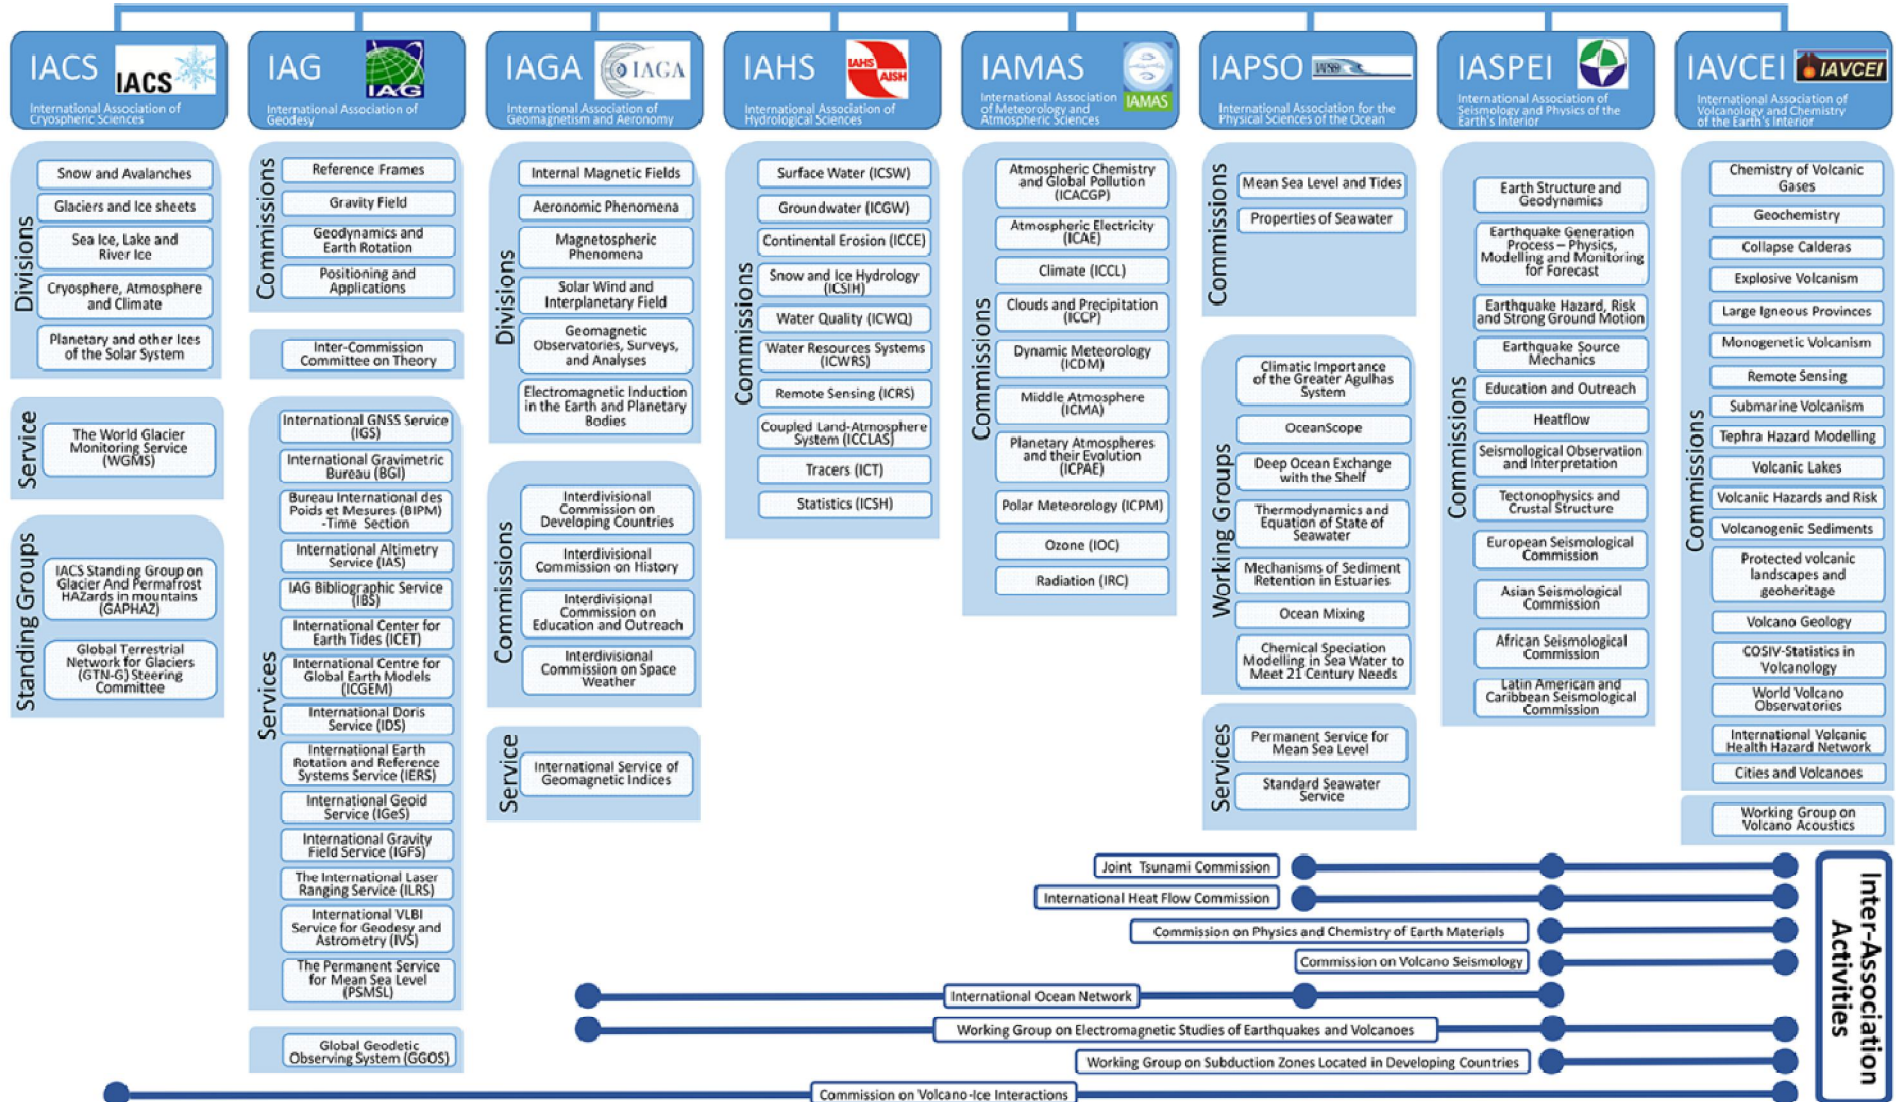 IACS
IACS
International Association of
Cryospheric Sciences
IAG
IAG
International Association of
Geodesy
IAGA
IAGA
International Association of
Geomagnetism and Aeronomy
IAHS
IAHS
AISH
International Association of
Hydrological Sciences
IAMAS
IAMAS
International Association
of Meteorology and
Atmospheric Sciences
IAPSO
IAPSO
International Association for the
Physical Sciences of the Ocean
IASPEI
International Association of
Seismology and Physics of the
Earth's Interior
IAVCEI
IAVCEI
International Association of
Volcanology and Chemistry
of the Earth's Interior
Divisions
Snow and Avalanches
Glaciers and Ice sheets
Sea Ice, Lake and
River Ice
Cryosphere, Atmosphere
and Climate
Planetary and other Ices
of the Solar System
Service
The World Glacier
Monitoring Service
(WGMS)
Standing Groups
IACS Standing Group on
Glacier And Permafrost
HAZards in mountains
(GAPHAZ)
Global Terrestrial
Network for Glaciers
(GTN-G) Steering
Committee
Commissions
Reference Frames
Gravity Field
Geodynamics and
Earth Rotation
Positioning and
Applications
Inter-Commission
Committee on Theory
Services
International GNSS Service
(IGS)
International Gravimetric
Bureau (BGI)
Bureau International des
Poids et Mesures (BIPM)
-Time Section
International Altimetry
Service (IAS)
IAG Bibliographic Service
(IBS)
International Center for
Earth Tides (ICET)
International Centre for
Global Earth Models
(ICGEM)
International Doris
Service (IDS)
International Earth
Rotation and Reference
Systems Service (IERS)
International Geoid
Service (IGeS)
International Gravity
Field Service (IGFS)
The International Laser
Ranging Service (ILRS)
International VLBI
Service for Geodesy and
Astrometry (IVS)
The Permanent Service
for Mean Sea Level
(PSMSL)
Global Geodetic
Observing System (GGOS)
Divisions
Internal Magnetic Fields
Aeronomic Phenomena
Magnetospheric
Phenomena
Solar Wind and
Interplanetary Field
Geomagnetic
Observatories, Surveys,
and Analyses
Electromagnetic Induction
in the Earth and Planetary
Bodies
Commissions
Interdivisional
Commission on
Developing Countries
Interdivisional
Commission on History
Interdivisional
Commission on
Education and Outreach
Interdivisional
Commission on Space
Weather
Service
International Service of
Geomagnetic Indices
Commissions
Surface Water (ICSW)
Groundwater (ICGW)
Continental Erosion (ICCE)
Snow and Ice Hydrology
(ICSIH)
Water Quality (ICWQ)
Water Resources Systems
(ICWRS)
Remote Sensing (ICRS)
Coupled Land-Atmosphere
System (ICCLAS)
Tracers (ICT)
Statistics (ICSH)
Commissions
Atmospheric Chemistry
and Global Pollution
(ICACGP)
Atmospheric Electricity
(ICAE)
Climate (ICCL)
Clouds and Precipitation
(ICCP)
Dynamic Meteorology
(ICDM)
Middle Atmosphere
(ICMA)
Planetary Atmospheres
and their Evolution
(ICPAE)
Polar Meteorology (ICPM)
Ozone (IOC)
Radiation (IRC)
Commissions
Mean Sea Level and Tides
Properties of Seawater
Working Groups
Climatic Importance
of the Greater Agulhas
System
OceanScope
Deep Ocean Exchange
with the Shelf
Thermodynamics and
Equation of State of
Seawater
Mechanisms of Sediment
Retention in Estuaries
Ocean Mixing
Chemical Speciation
Modelling in Sea Water to
Meet 21 Century Needs
Services
Permanent Service for
Mean Sea Level
Standard Seawater
Service
Commissions
Earth Structure and
Geodynamics
Earthquake Generation
Process – Physics,
Modelling and Monitoring
for Forecast
Earthquake Hazard, Risk
and Strong Ground Motion
Earthquake Source
Mechanics
Education and Outreach
Heatflow
Seismological Observation
and Interpretation
Tectonophysics and
Crustal Structure
European Seismological
Commission
Asian Seismological
Commission
African Seismological
Commission
Latin American and
Caribbean Seismological
Commission
Commissions
Chemistry of Volcanic
Gases
Geochemistry
Collapse Calderas
Explosive Volcanism
Large Igneous Provinces
Monogenetic Volcanism
Remote Sensing
Submarine Volcanism
Tephra Hazard Modelling
Volcanic Lakes
Volcanic Hazards and Risk
Volcanogenic Sediments
Protected volcanic
landscapes and
geoheritage
Volcano Geology
COSIV-Statistics in
Volcanology
World Volcano
Observatories
International Volcanic
Health Hazard Network
Cities and Volcanoes
Working Group on
Volcano Acoustics
Inter-Association
Activities
Joint Tsunami Commission
International Heat Flow Commission
Commission on Physics and Chemistry of Earth Materials
Commission on Volcano Seismology
International Ocean Network
Working Group on Electromagnetic Studies of Earthquakes and Volcanoes
Working Group on Subduction Zones Located in Developing Countries
Commission on Volcano-Ice Interactions